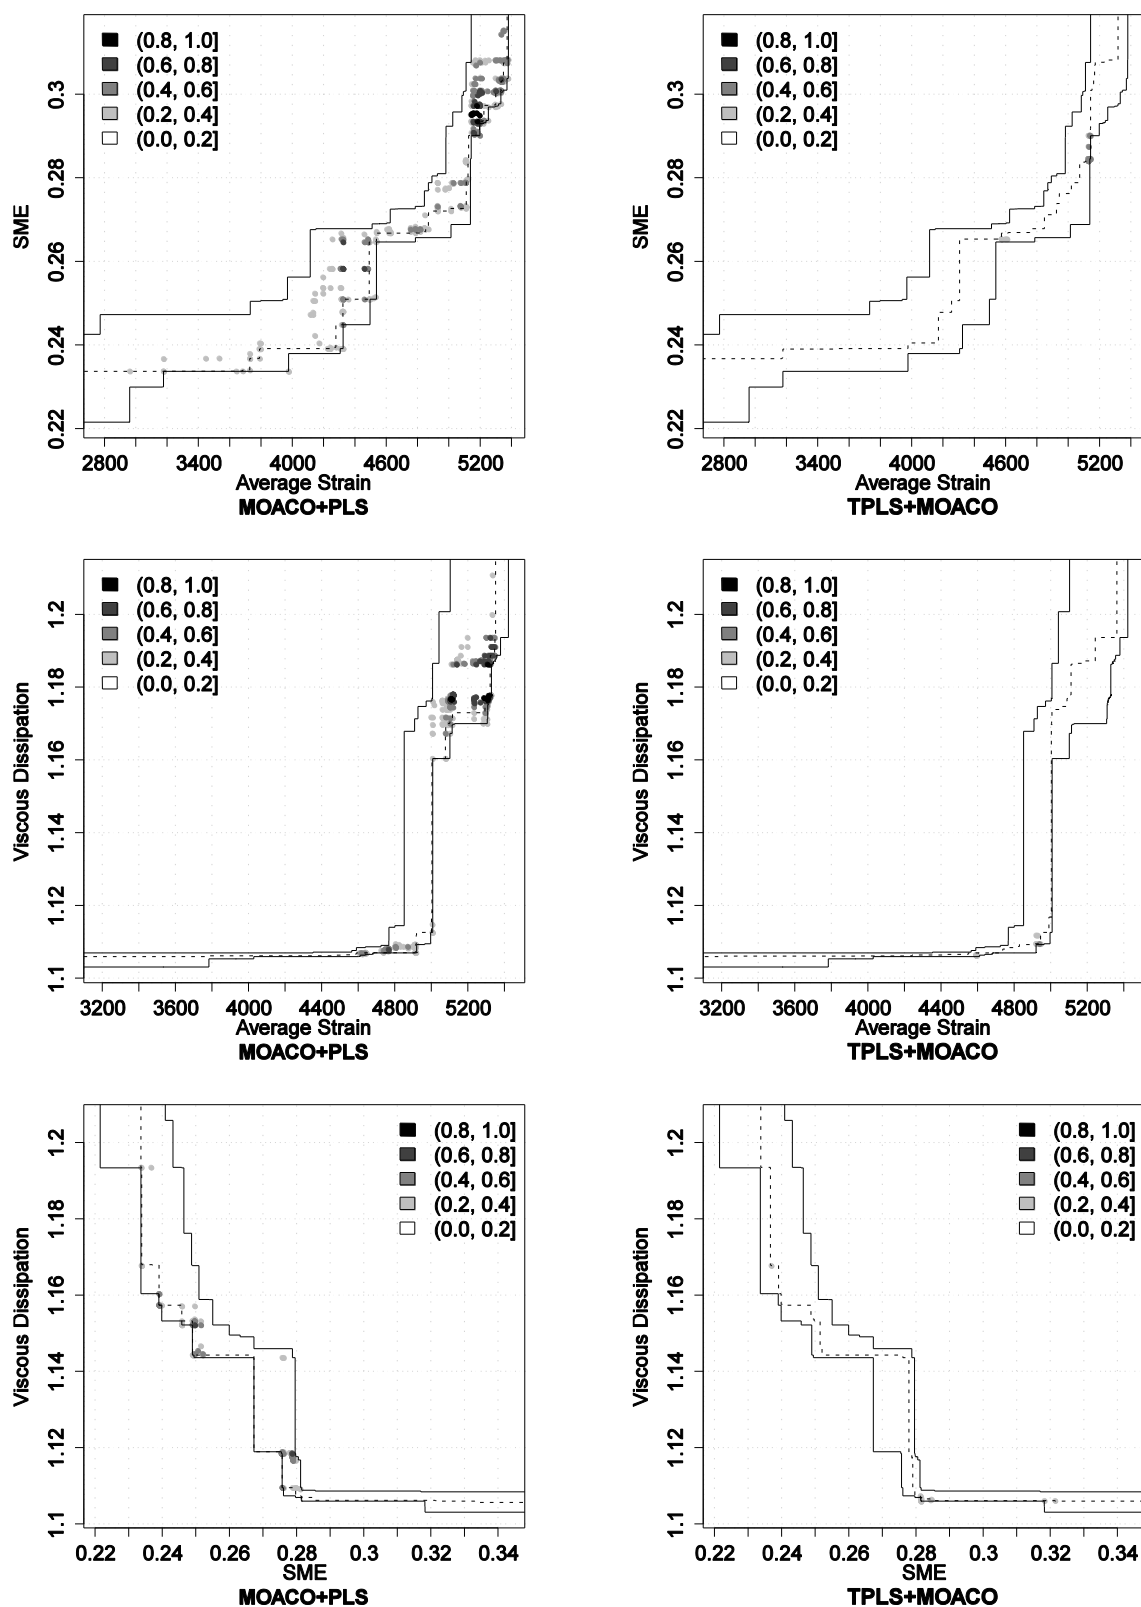 (0.8, 1.0]
(0.6, 0.8]
(0.4, 0.6]
(0.2, 0.4]
(0.0, 0.2]
SME
0.22 0.24 0.26 0.28 0.3
2800 3400 4000 4600 5200
Average Strain
MOACO+PLS
(0.8, 1.0]
(0.6, 0.8]
(0.4, 0.6]
(0.2, 0.4]
(0.0, 0.2]
SME
0.22 0.24 0.26 0.28 0.3
2800 3400 4000 4600 5200
Average Strain
TPLS+MOACO
(0.8, 1.0]
(0.6, 0.8]
(0.4, 0.6]
(0.2, 0.4]
(0.0, 0.2]
Viscous Dissipation
1.1 1.12 1.14 1.16 1.18 1.2
3200 3600 4000 4400 4800 5200
Average Strain
MOACO+PLS
(0.8, 1.0]
(0.6, 0.8]
(0.4, 0.6]
(0.2, 0.4]
(0.0, 0.2]
Viscous Dissipation
1.1 1.12 1.14 1.16 1.18 1.2
3200 3600 4000 4400 4800 5200
Average Strain
TPLS+MOACO
(0.8, 1.0]
(0.6, 0.8]
(0.4, 0.6]
(0.2, 0.4]
(0.0, 0.2]
Viscous Dissipation
1.1 1.12 1.14 1.16 1.18 1.2
0.22 0.24 0.26 0.28 0.3 0.32 0.34
SME
MOACO+PLS
(0.8, 1.0]
(0.6, 0.8]
(0.4, 0.6]
(0.2, 0.4]
(0.0, 0.2]
Viscous Dissipation
1.1 1.12 1.14 1.16 1.18 1.2
0.22 0.24 0.26 0.28 0.3 0.32 0.34
SME
TPLS+MOACO